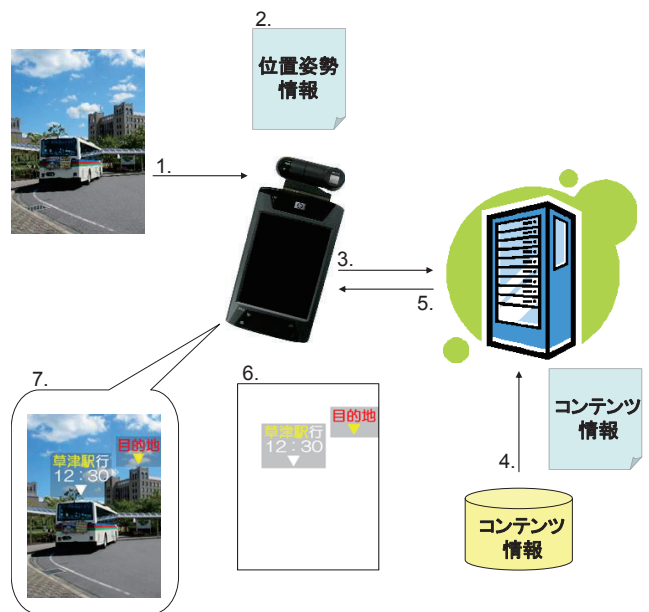 2.
位置姿勢
情報
1.
3.
5.
7.
6.
草津駅行
12:30
目的地
草津駅行
12:30
目的地
コンテンツ
情報
4.
コンテンツ
情報